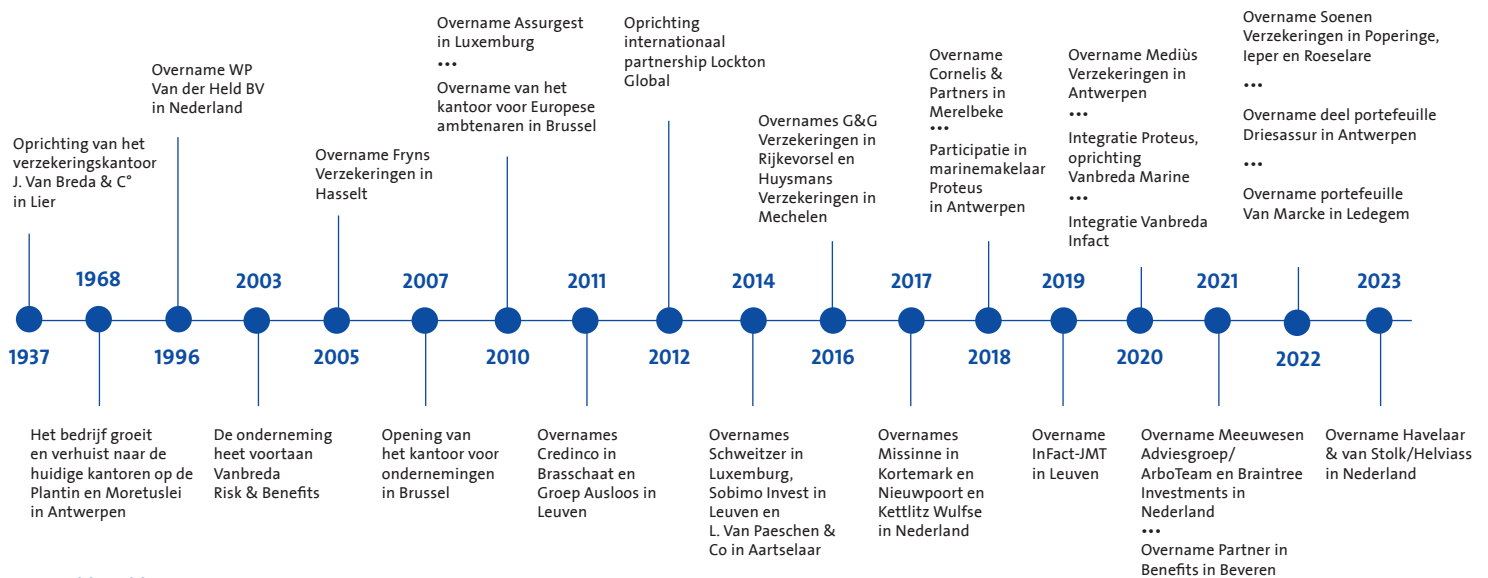 Oprichting van het
verzekeringskantoor
J. Van Breda & C°
in Lier
1937
1968
Het bedrijf groeit
en verhuist naar de
huidige kantoren op de
Plantin en Moretuslei
in Antwerpen
Overname WP
Van der Held BV
in Nederland
1996
2003
De onderneming
heet voortaan
Vanbreda
Risk & Benefits
Overname Fryns
Verzekeringen in
Hasselt
2005
2007
Opening van
het kantoor voor
ondernemingen
in Brussel
Overname Assurgest
in Luxemburg
•••
Overname van het
kantoor voor Europese
ambtenaren in Brussel
2010
2011
Overnames
Credinco in
Brasschaat en
Groep Ausloos in
Leuven
Oprichting
internationaal
partnership Lockton
Global
2012
2014
Overnames
Schweitzer in
Luxemburg,
Sobimo Invest in
Leuven en
L. Van Paeschen &
Co in Aartselaar
Overnames G&G
Verzekeringen in
Rijkevorsel en
Huysmans
Verzekeringen in
Mechelen
2016
2017
Overnames
Missinne in
Kortemark en
Nieuwpoort en
Kettlitz Wulfse
in Nederland
Overname
Cornelis &
Partners in
Merelbeke
•••
Participatie in
marinemakelaar
Proteus
in Antwerpen
2018
2019
Overname
InFact-JMT
in Leuven
Overname Mediùs
Verzekeringen in
Antwerpen
•••
Integratie Proteus,
oprichting
Vanbreda Marine
•••
Integratie Vanbreda
Infact
2020
2021
Overname Meeuwesen
Adviesgroep/
ArboTeam en Braintree
Investments in
Nederland
•••
Overname Partner in
Benefits in Beveren
Overname Soenen
Verzekeringen in Poperinge,
Ieper en Roeselare
•••
Overname deel portefeuille
Driesassur in Antwerpen
•••
Overname portefeuille
Van Marcke in Ledegem
2022
2023
Overname Havelaar
& van Stolk/Helviass
in Nederland